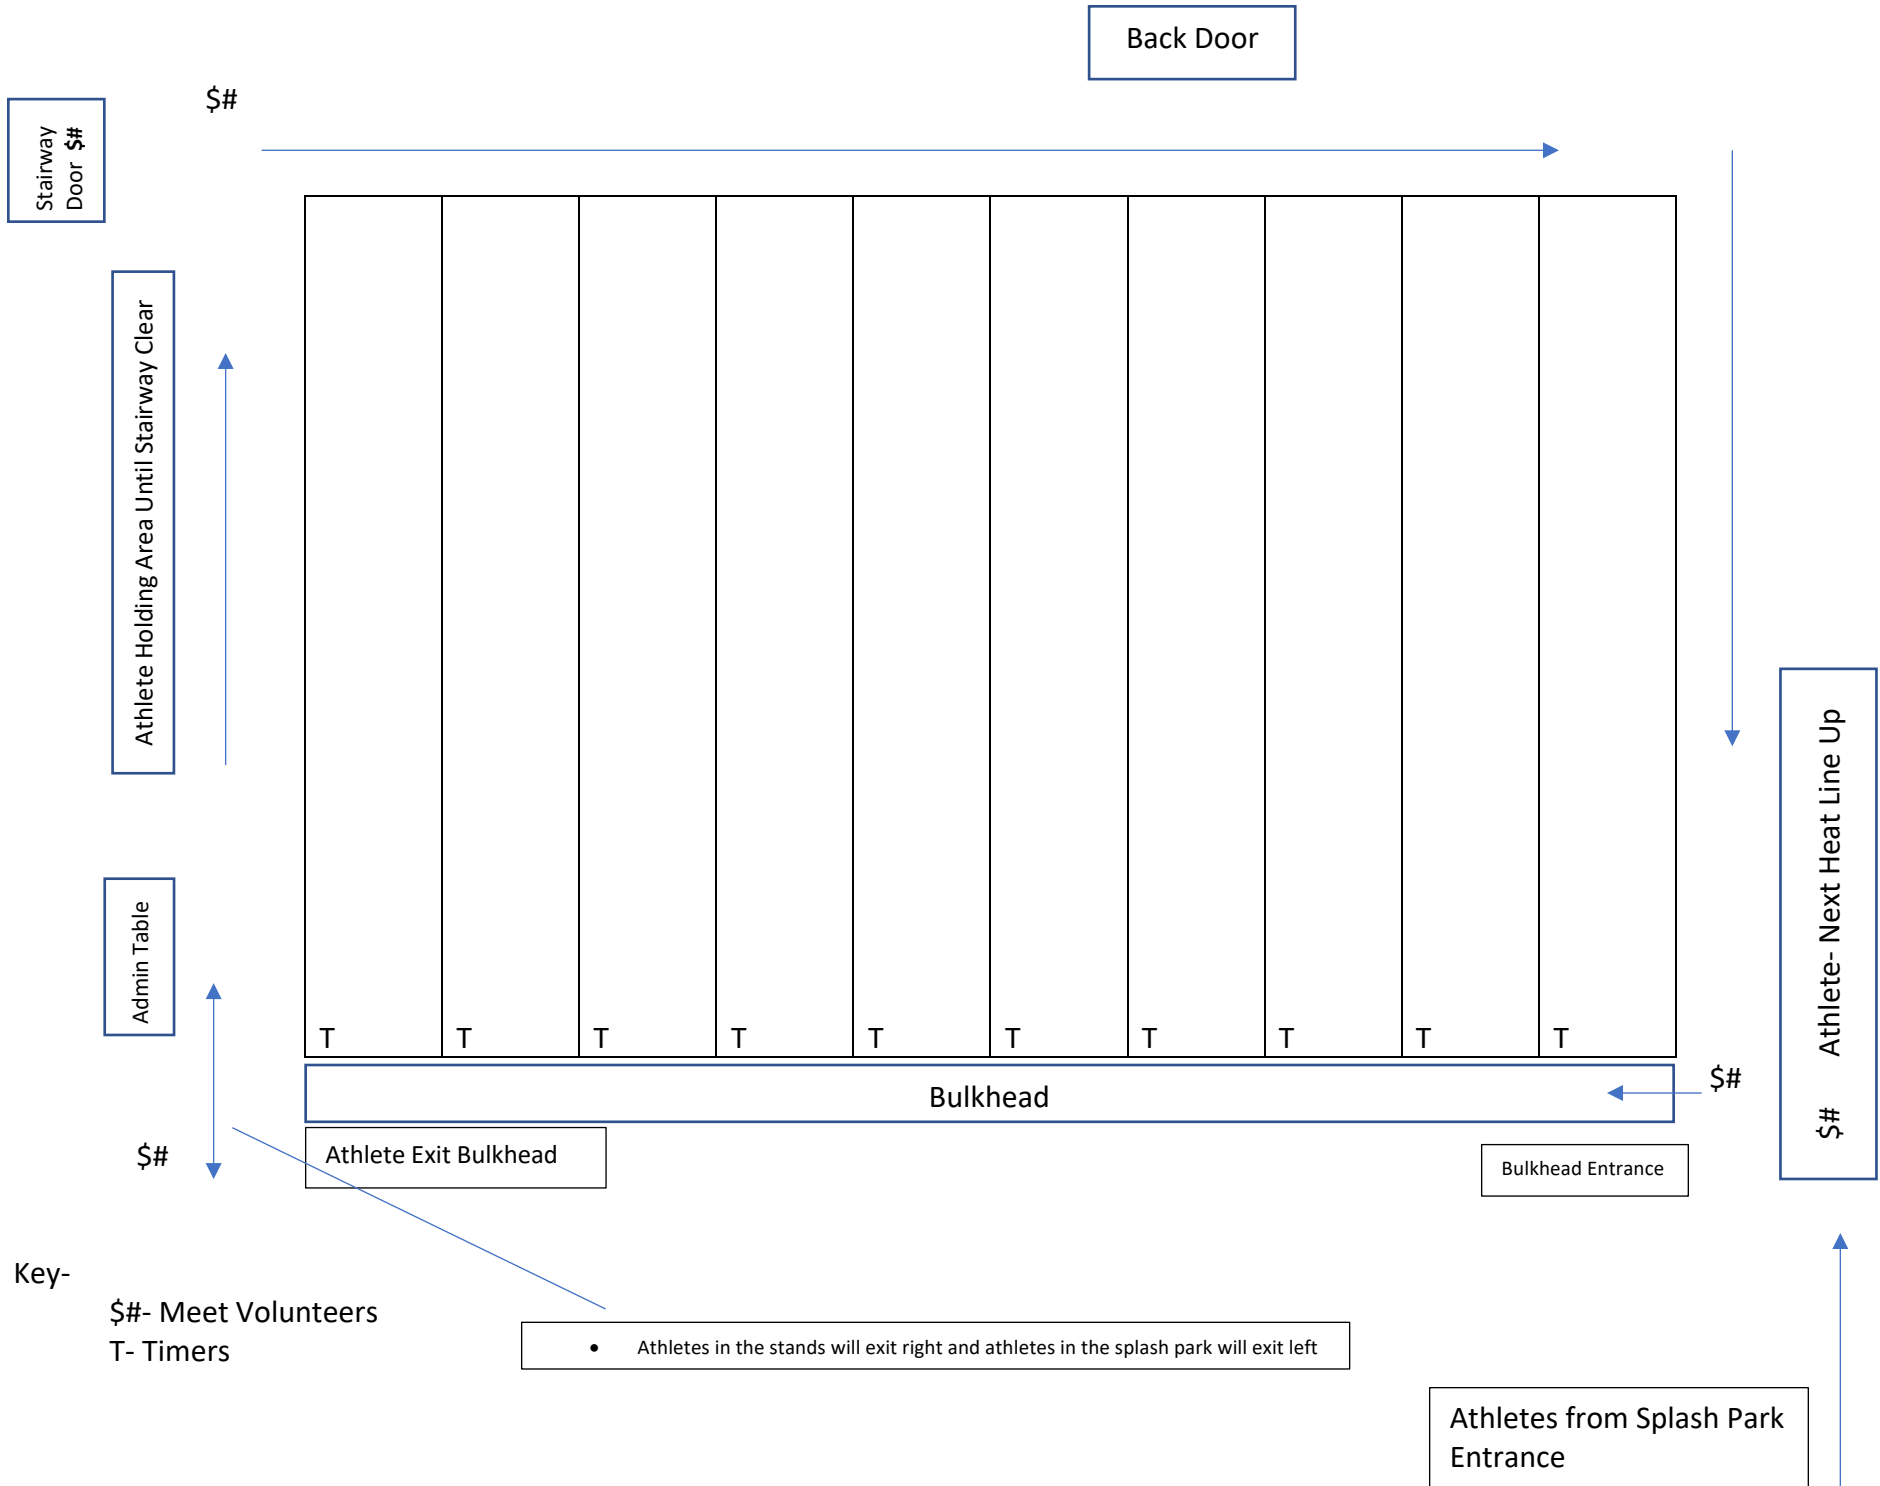 Back Door
$#
Stairway
Door $#
Athlete Holding Area Until Stairway Clear
Admin Table
T T T T T T T T T T
Bulkhead
$#
$# Athlete- Next Heat Line Up
$#
Athlete Exit Bulkhead
Bulkhead Entrance
Key-
$#- Meet Volunteers
T- Timers
• Athletes in the stands will exit right and athletes in the splash park will exit left
Athletes from Splash Park
Entrance